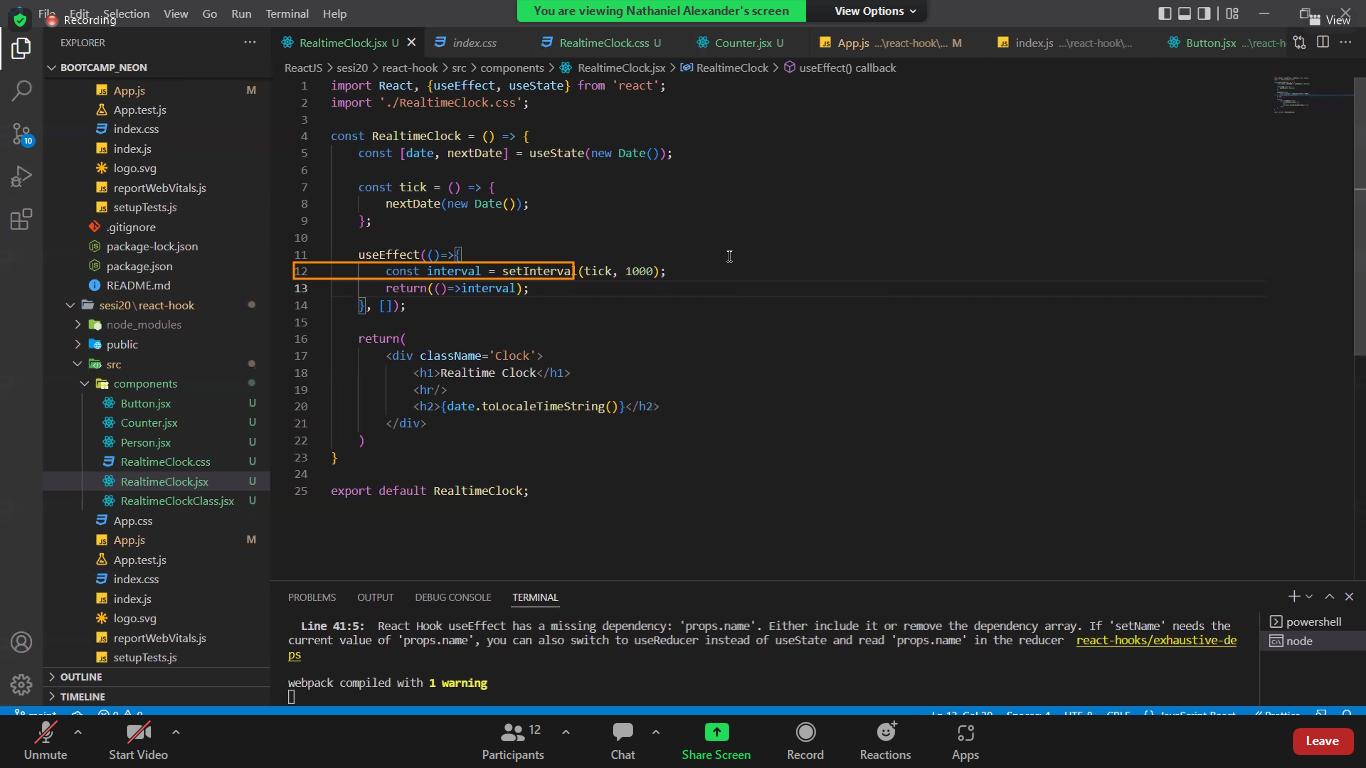 File Edit Selection View Go Run Terminal Help
Recording
You are viewing Nathaniel Alexander's screen
View Options
View
EXPLORER
RealtimeClock.jsx U
index.css
RealtimeClock.css U
Counter.jsx U
App.js ...\react-hook M
index.js ...\react-hook\...
Button.jsx ...\react-h
BOOTCAMP_NEON
ReactJS > sesi20 > react-hook > src > components > RealtimeClock.jsx > RealtimeClock > useEffect() callback
App.js M
App.test.js
index.css
index.js
logo.svg
reportWebVitals.js
setupTests.js
.gitignore
package-lock.json
package.json
README.md
sesi20\react-hook
node_modules
public
src
components
Button.jsx U
Counter.jsx U
Person.jsx U
RealtimeClock.css U
RealtimeClock.jsx U
RealtimeClockClass.jsx U
App.css
App.js M
App.test.js
index.css
index.js
logo.svg
reportWebVitals.js
setupTests.js
OUTLINE
TIMELINE
10
1 import React, {useEffect, useState} from 'react';
2 import './RealtimeClock.css';
3
4 const RealtimeClock = () => {
5 const [date, nextDate] = useState(new Date());
6
7 const tick = () => {
8 nextDate(new Date());
9 };
10
11 useEffect(()=>{
12 const interval = setInterval(tick, 1000);
13 return(()=>interval);
14 }, []);
15
16 return(
17 <div className='Clock'>
18 <h1>Realtime Clock</h1>
19 <hr/>
20 <h2>{date.toLocaleTimeString()}</h2>
21 </div>
22 )
23 }
24
25 export default RealtimeClock;
PROBLEMS OUTPUT DEBUG CONSOLE TERMINAL
Line 41:5: React Hook useEffect has a missing dependency: 'props.name'. Either include it or remove the dependency array. If 'setName' needs the
current value of 'props.name', you can also switch to useReducer instead of useState and read 'props.name' in the reducer react-hooks/exhaustive-de
ps
webpack compiled with 1 warning
powershell
node
Unmute
Start Video
12
Participants
Chat
Share Screen
Record
Reactions
Apps
Leave